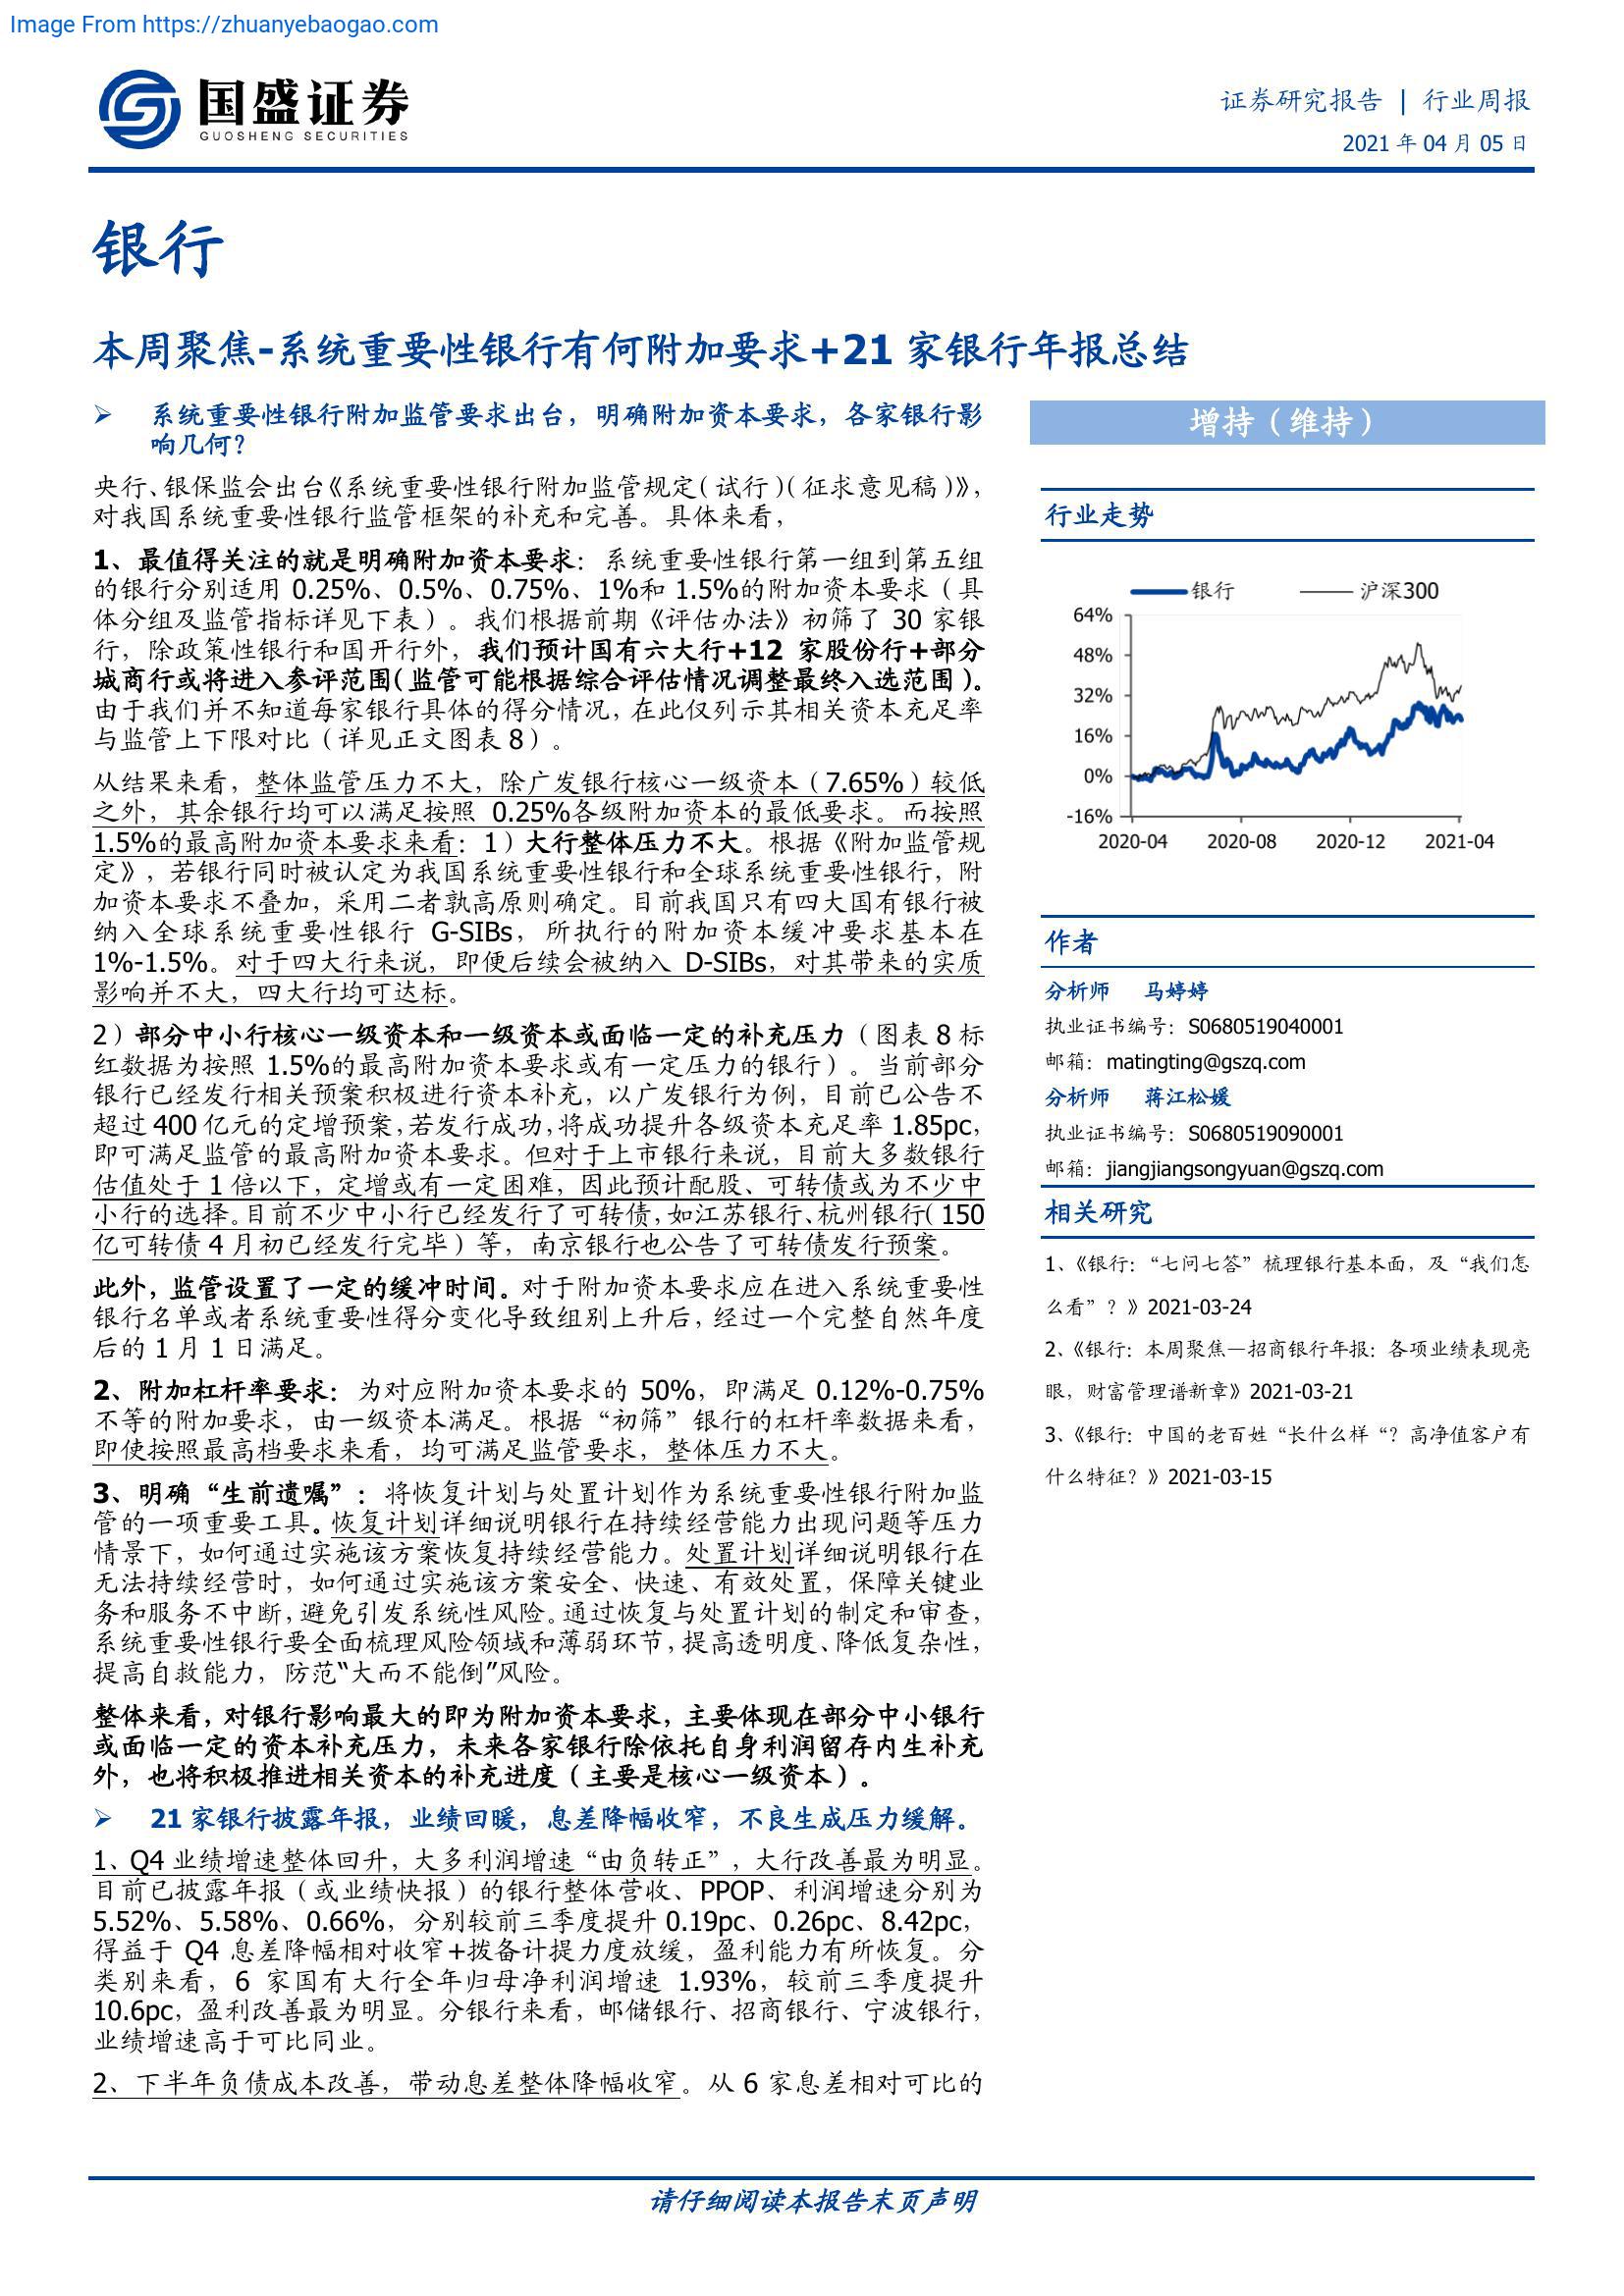 Image From https://zhuanyebaogao.com
国盛证券
GUOSHENG SECURITIES
证券研究报告 | 行业周报
2021 年 04 月 05 日
银行
本周聚焦-系统重要性银行有何附加要求+21 家银行年报总结
➢ 系统重要性银行附加监管要求出台，明确附加资本要求，各家银行影
响几何？
央行、银保监会出台《系统重要性银行附加监管规定（试行）（征求意见稿）》，
对我国系统重要性银行监管框架的补充和完善。具体来看，
1、最值得关注的就是明确附加资本要求：系统重要性银行第一组到第五组
的银行分别适用 0.25%、0.5%、0.75%、1%和 1.5%的附加资本要求（具
体分组及监管指标详见下表）。我们根据前期《评估办法》初筛了 30 家银
行，除政策性银行和国开行外，我们预计国有六大行+12 家股份行+部分
城商行或将进入参评范围（监管可能根据综合评估情况调整最终入选范围）。
由于我们并不知道每家银行具体的得分情况，在此仅列示其相关资本充足率
与监管上下限对比（详见正文图表 8）。
从结果来看，整体监管压力不大，除广发银行核心一级资本（7.65%）较低
之外，其余银行均可以满足按照 0.25%各级附加资本的最低要求。而按照
1.5%的最高附加资本要求来看：1）大行整体压力不大。根据《附加监管规
定》，若银行同时被认定为我国系统重要性银行和全球系统重要性银行，附
加资本要求不叠加，采用二者孰高原则确定。目前我国只有四大国有银行被
纳入全球系统重要性银行 G-SIBs，所执行的附加资本缓冲要求基本在
1%-1.5%。对于四大行来说，即便后续会被纳入 D-SIBs，对其带来的实质
影响并不大，四大行均可达标。
2）部分中小行核心一级资本和一级资本或面临一定的补充压力（图表 8 标
红数据为按照 1.5%的最高附加资本要求或有一定压力的银行）。当前部分
银行已经发行相关预案积极进行资本补充，以广发银行为例，目前已公告不
超过 400 亿元的定增预案，若发行成功，将成功提升各级资本充足率 1.85pc，
即可满足监管的最高附加资本要求。但对于上市银行来说，目前大多数银行
估值处于 1 倍以下，定增或有一定困难，因此预计配股、可转债或为不少中
小行的选择。目前不少中小行已经发行了可转债，如江苏银行、杭州银行（150
亿可转债 4 月初已经发行完毕）等，南京银行也公告了可转债发行预案。
此外，监管设置了一定的缓冲时间。对于附加资本要求应在进入系统重要性
银行名单或者系统重要性得分变化导致组别上升后，经过一个完整自然年度
后的 1 月 1 日满足。
2、附加杠杆率要求：为对应附加资本要求的 50%，即满足 0.12%-0.75%
不等的附加要求，由一级资本满足。根据“初筛”银行的杠杆率数据来看，
即使按照最高档要求来看，均可满足监管要求，整体压力不大。
3、明确“生前遗嘱”：将恢复计划与处置计划作为系统重要性银行附加监
管的一项重要工具。恢复计划详细说明银行在持续经营能力出现问题等压力
情景下，如何通过实施该方案恢复持续经营能力。处置计划详细说明银行在
无法持续经营时，如何通过实施该方案安全、快速、有效处置，保障关键业
务和服务不中断，避免引发系统性风险。通过恢复与处置计划的制定和审查，
系统重要性银行要全面梳理风险领域和薄弱环节，提高透明度、降低复杂性，
提高自救能力，防范“大而不能倒”风险。
整体来看，对银行影响最大的即为附加资本要求，主要体现在部分中小银行
或面临一定的资本补充压力，未来各家银行除依托自身利润留存内生补充
外，也将积极推进相关资本的补充进度（主要是核心一级资本）。
➢ 21 家银行披露年报，业绩回暖，息差降幅收窄，不良生成压力缓解。
1、Q4 业绩增速整体回升，大多利润增速“由负转正”，大行改善最为明显。
目前已披露年报（或业绩快报）的银行整体营收、PPOP、利润增速分别为
5.52%、5.58%、0.66%，分别较前三季度提升 0.19pc、0.26pc、8.42pc，
得益于 Q4 息差降幅相对收窄+拨备计提力度放缓，盈利能力有所恢复。分
类别来看，6 家国有大行全年归母净利润增速 1.93%，较前三季度提升
10.6pc，盈利改善最为明显。分银行来看，邮储银行、招商银行、宁波银行，
业绩增速高于可比同业。
2、下半年负债成本改善，带动息差整体降幅收窄。从 6 家息差相对可比的
增持（维持）
行业走势
银行 沪深300
64%
48%
32%
16%
0%
-16%
2020-04 2020-08 2020-12 2021-04
作者
分析师 马婷婷
执业证书编号：S0680519040001
邮箱：matingting@gszq.com
分析师 蒋江松媛
执业证书编号：S0680519090001
邮箱：jiangjiangsongyuan@gszq.com
相关研究
1、《银行：“七问七答”梳理银行基本面，及“我们怎
么看”？》2021-03-24
2、《银行：本周聚焦—招商银行年报：各项业绩表现亮
眼，财富管理谱新章》2021-03-21
3、《银行：中国的老百姓“长什么样“？高净值客户有
什么特征？》2021-03-15
请仔细阅读本报告末页声明